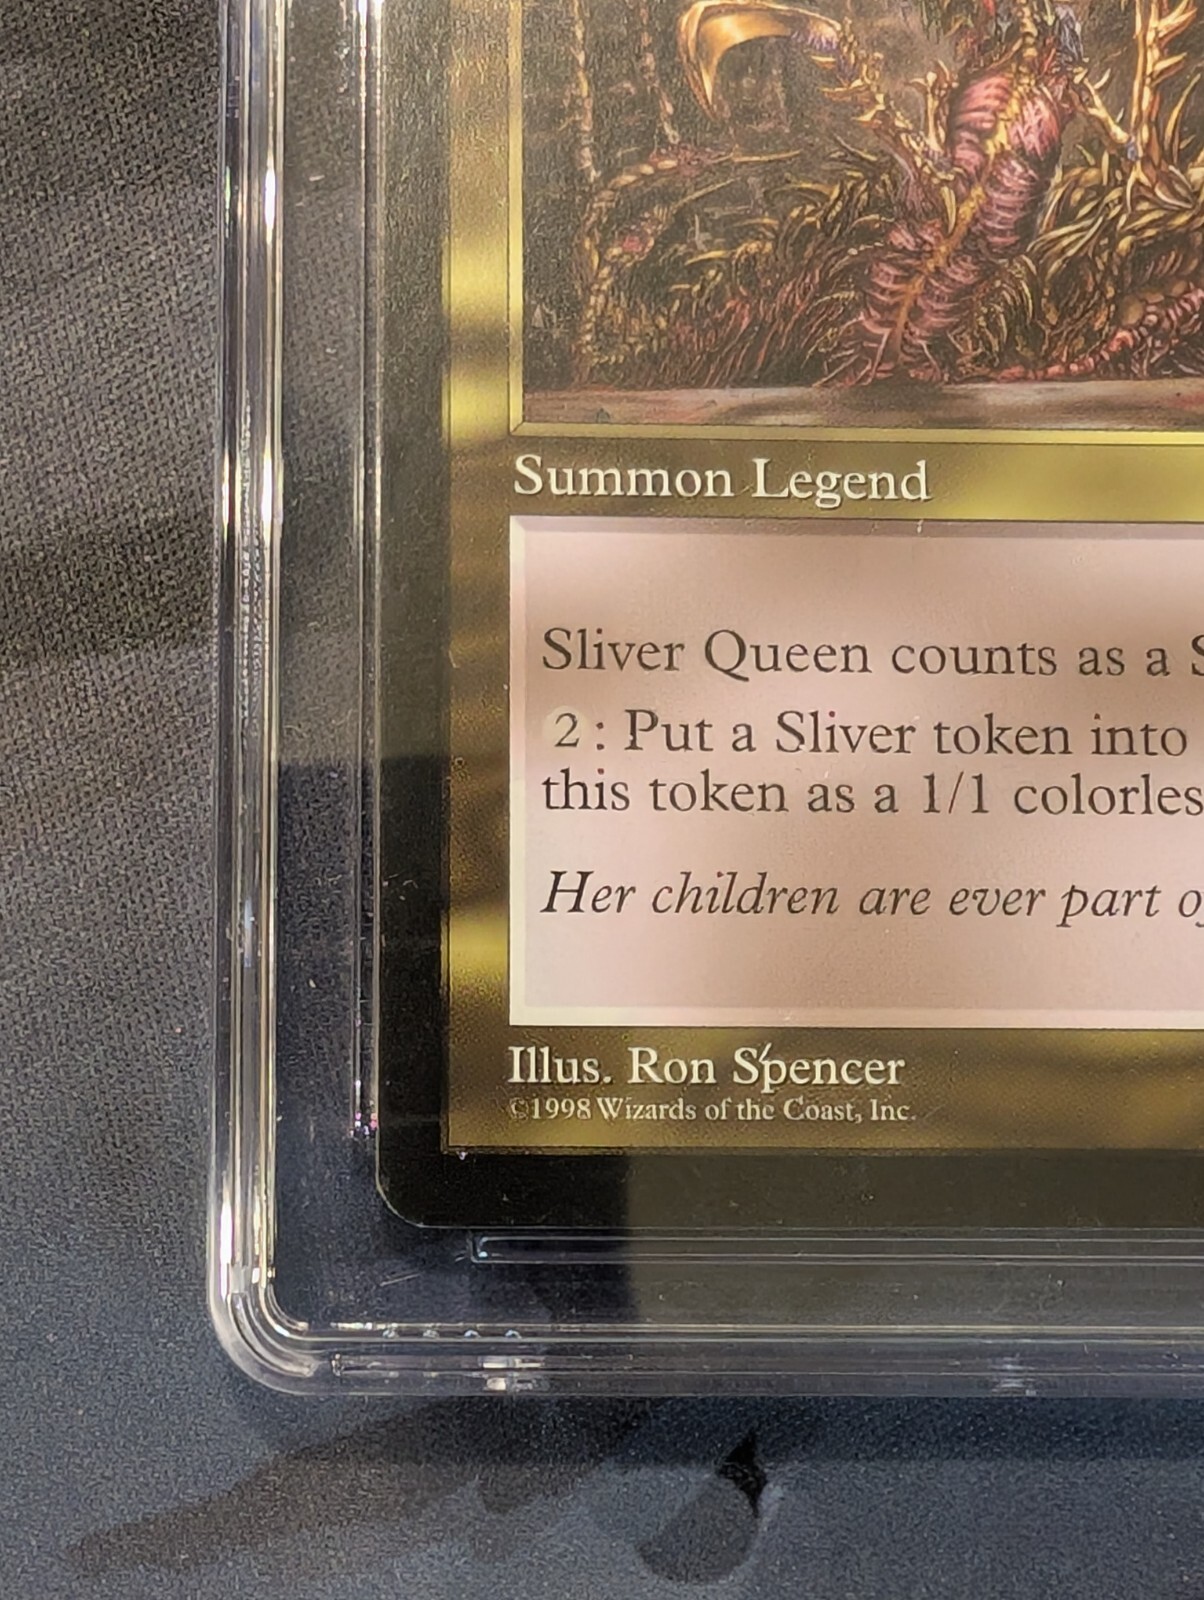 Summon Legend
Sliver Queen counts as a
2: Put a Sliver token into
this token as a 1/1 colorles
Her children are ever part
Illus. Ron Spencer
©1998 Wizards of the Coast, Inc.